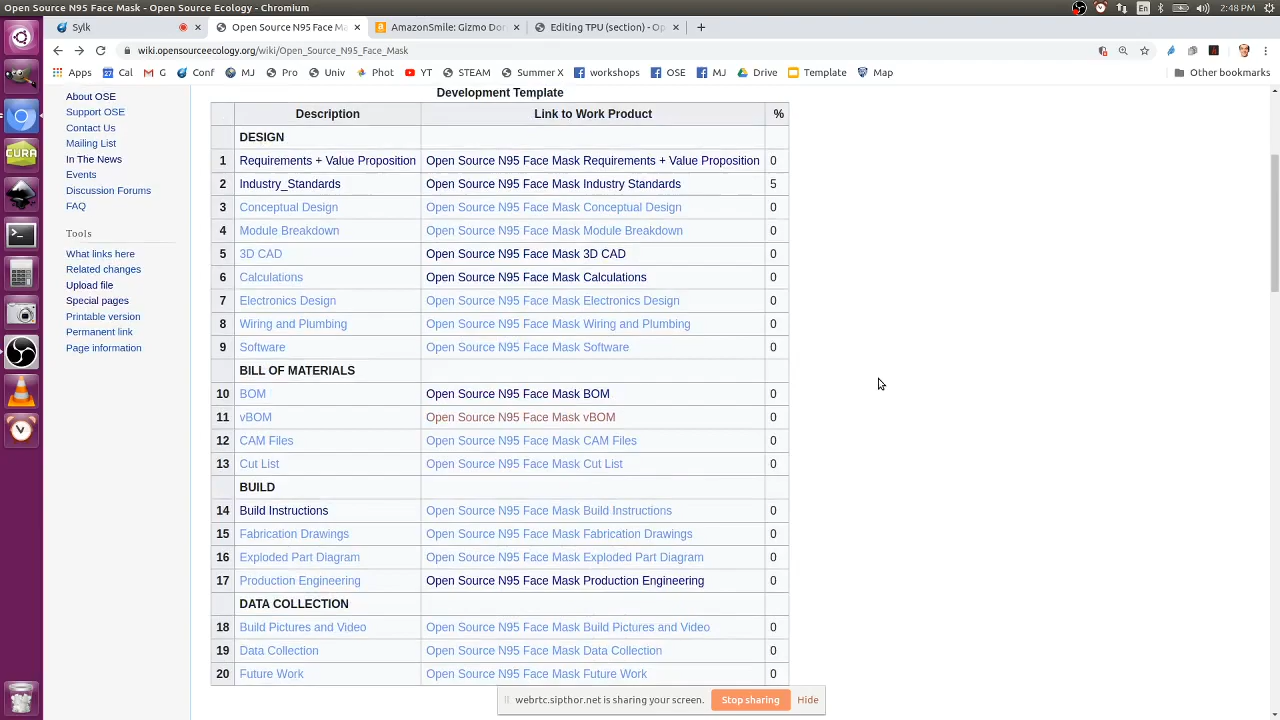 Open Source N95 Face Mask - Open Source Ecology - Chromium
En
2:48 PM
Sylk
Open Source N95 Face Ma
AmazonSmile: Gizmo Dor
Editing TPU (section) - Op
wiki.opensourceecology.org/wiki/Open_Source_N95_Face_Mask
Apps
Cal
G
Conf
MJ
Pro
Univ
Phot
YT
STEAM
Summer X
workshops
OSE
MJ
Drive
Template
Map
Other bookmarks
About OSE
Support OSE
Contact Us
Mailing List
In The News
Events
Discussion Forums
FAQ
Tools
What links here
Related changes
Upload file
Special pages
Printable version
Permanent link
Page information
Development Template
Description Link to Work Product %
DESIGN
1 Requirements + Value Proposition Open Source N95 Face Mask Requirements + Value Proposition 0
2 Industry_Standards Open Source N95 Face Mask Industry Standards 5
3 Conceptual Design Open Source N95 Face Mask Conceptual Design 0
4 Module Breakdown Open Source N95 Face Mask Module Breakdown 0
5 3D CAD Open Source N95 Face Mask 3D CAD 0
6 Calculations Open Source N95 Face Mask Calculations 0
7 Electronics Design Open Source N95 Face Mask Electronics Design 0
8 Wiring and Plumbing Open Source N95 Face Mask Wiring and Plumbing 0
9 Software Open Source N95 Face Mask Software 0
BILL OF MATERIALS
10 BOM Open Source N95 Face Mask BOM 0
11 vBOM Open Source N95 Face Mask vBOM 0
12 CAM Files Open Source N95 Face Mask CAM Files 0
13 Cut List Open Source N95 Face Mask Cut List 0
BUILD
14 Build Instructions Open Source N95 Face Mask Build Instructions 0
15 Fabrication Drawings Open Source N95 Face Mask Fabrication Drawings 0
16 Exploded Part Diagram Open Source N95 Face Mask Exploded Part Diagram 0
17 Production Engineering Open Source N95 Face Mask Production Engineering 0
DATA COLLECTION
18 Build Pictures and Video Open Source N95 Face Mask Build Pictures and Video 0
19 Data Collection Open Source N95 Face Mask Data Collection 0
20 Future Work Open Source N95 Face Mask Future Work 0
webrtc.sipthor.net is sharing your screen. Stop sharing Hide
CURA